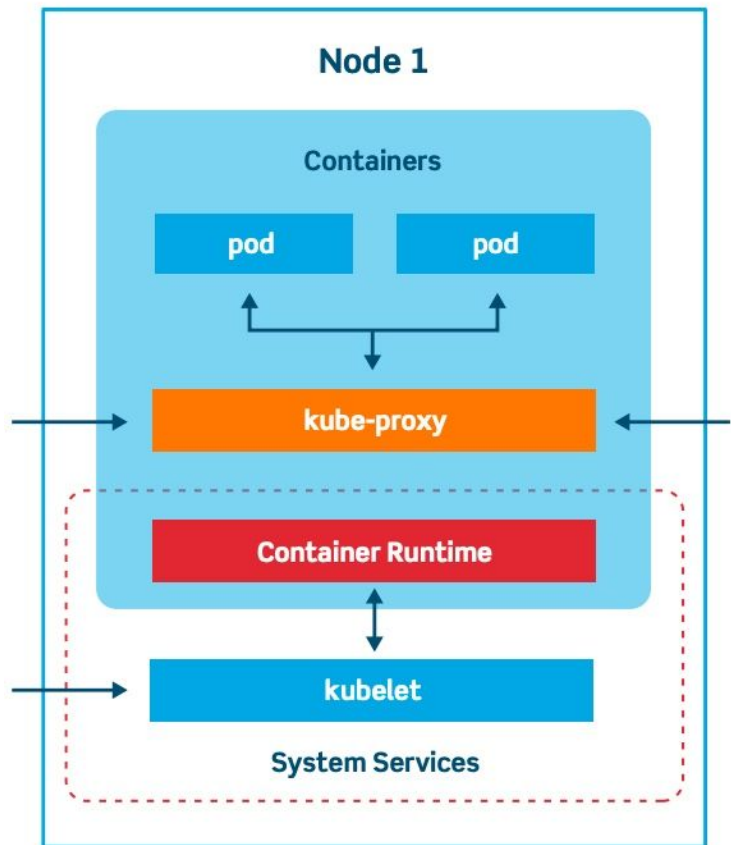 Node 1
Containers
pod
pod
kube-proxy
Container Runtime
kubelet
System Services